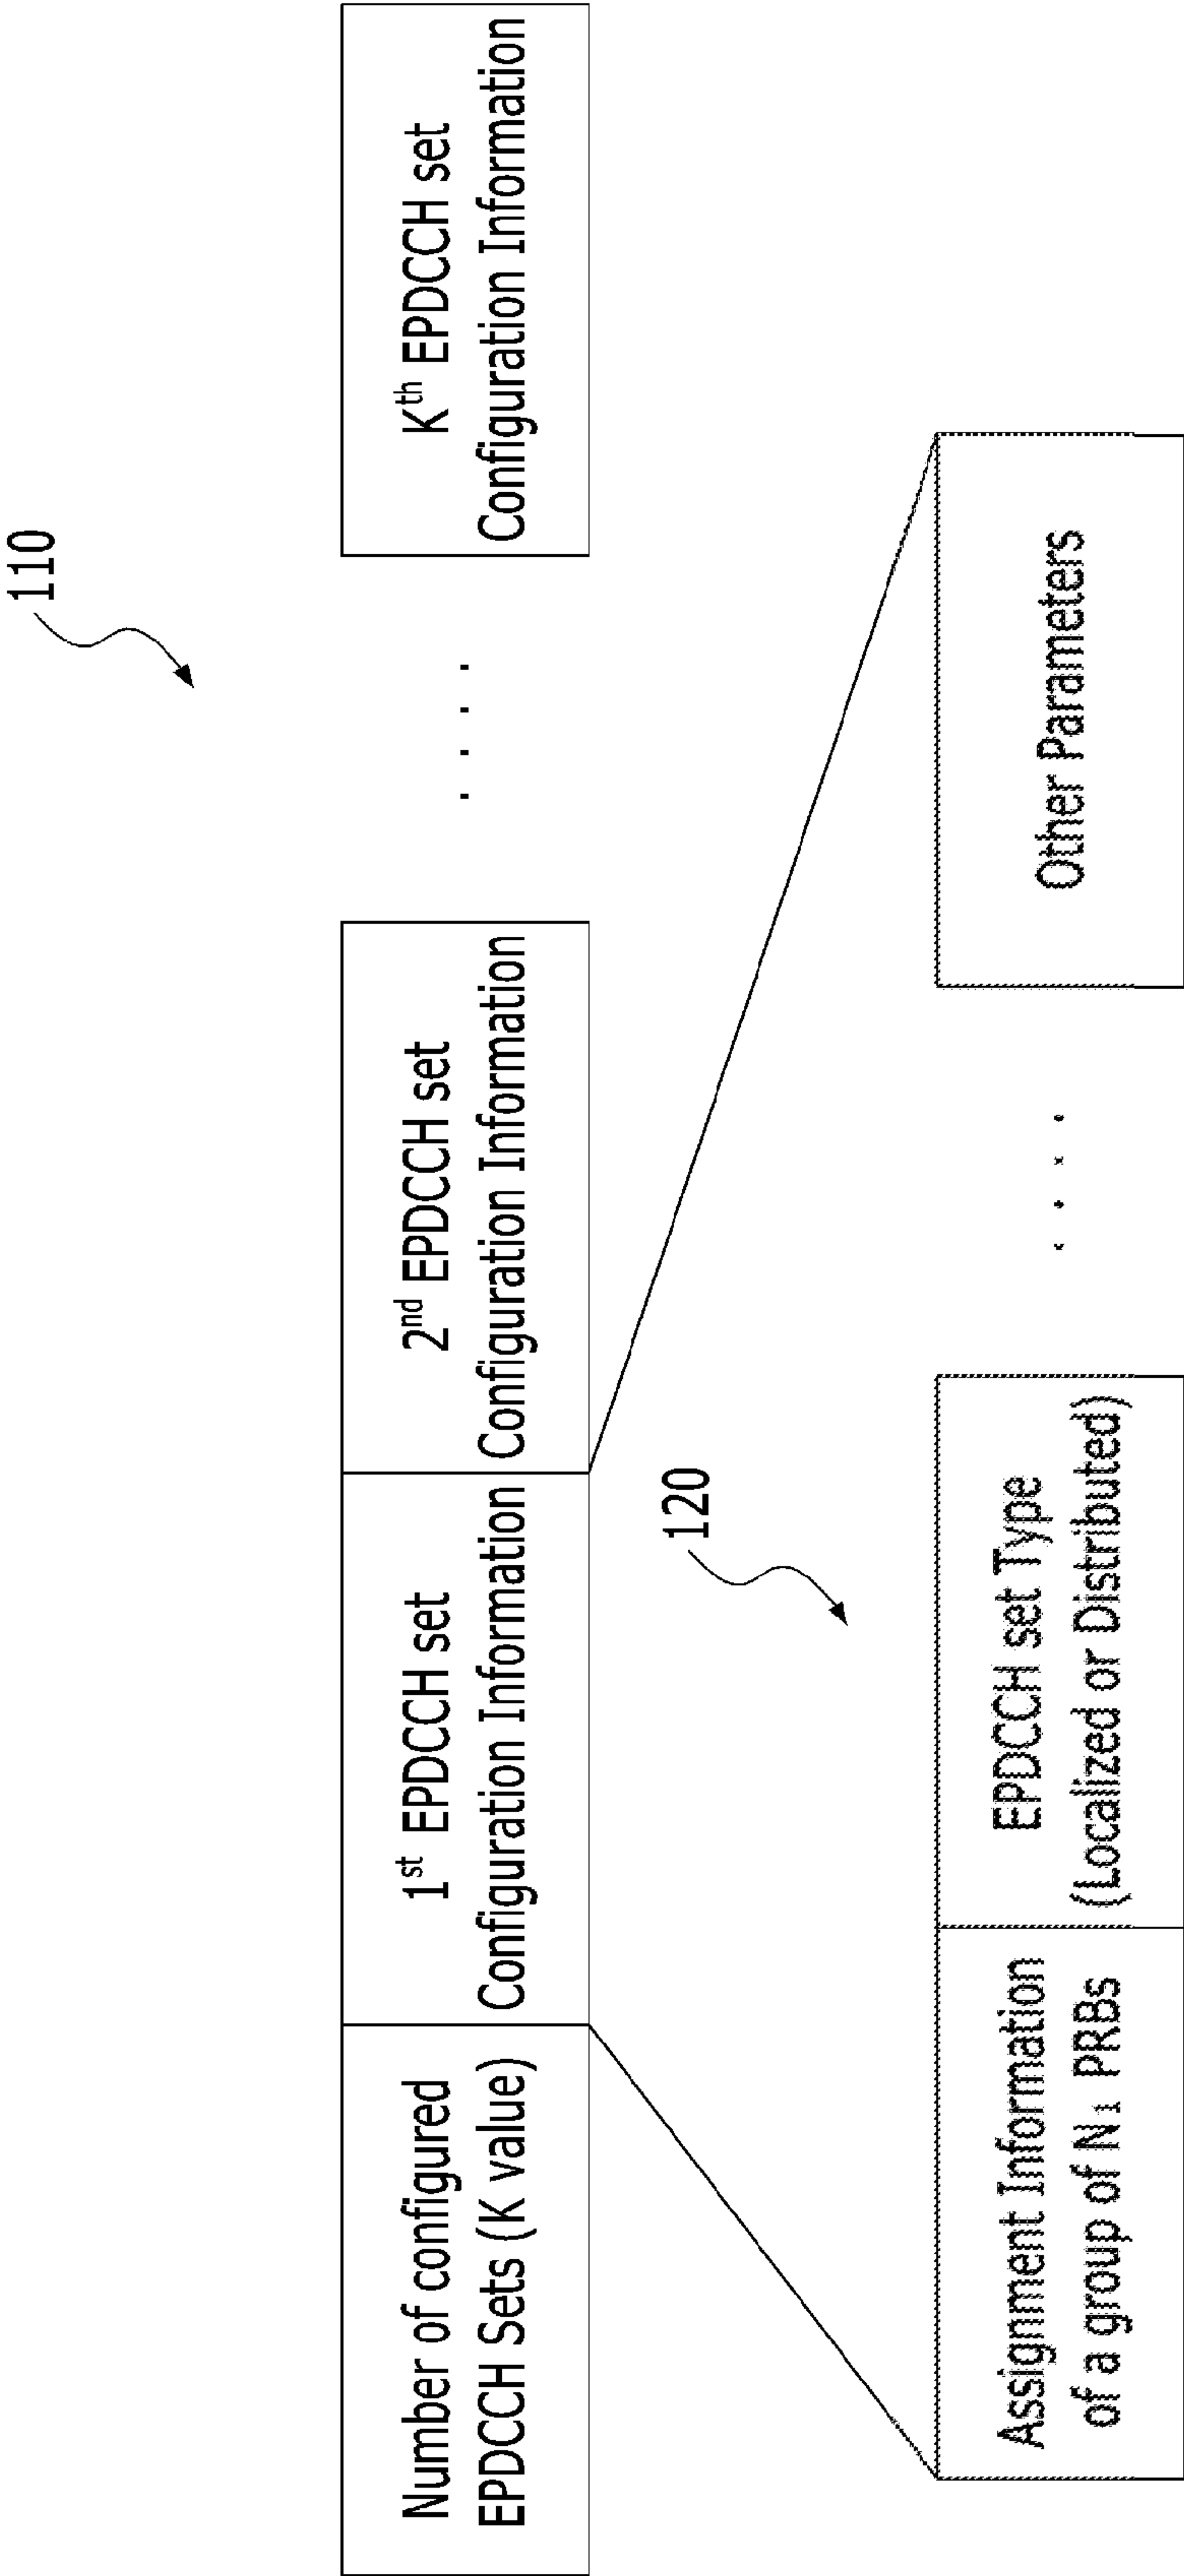 110
Number of configured
EPDCCH Sets (K value)
1st EPDCCH set
Configuration Information
2nd EPDCCH set
Configuration Information
. . . .
Kth EPDCCH set
Configuration Information
120
Assignment Information
of a group of N1 PRBs
EPDCCH set Type
(Localized or Distributed)
. . . .
Other Parameters